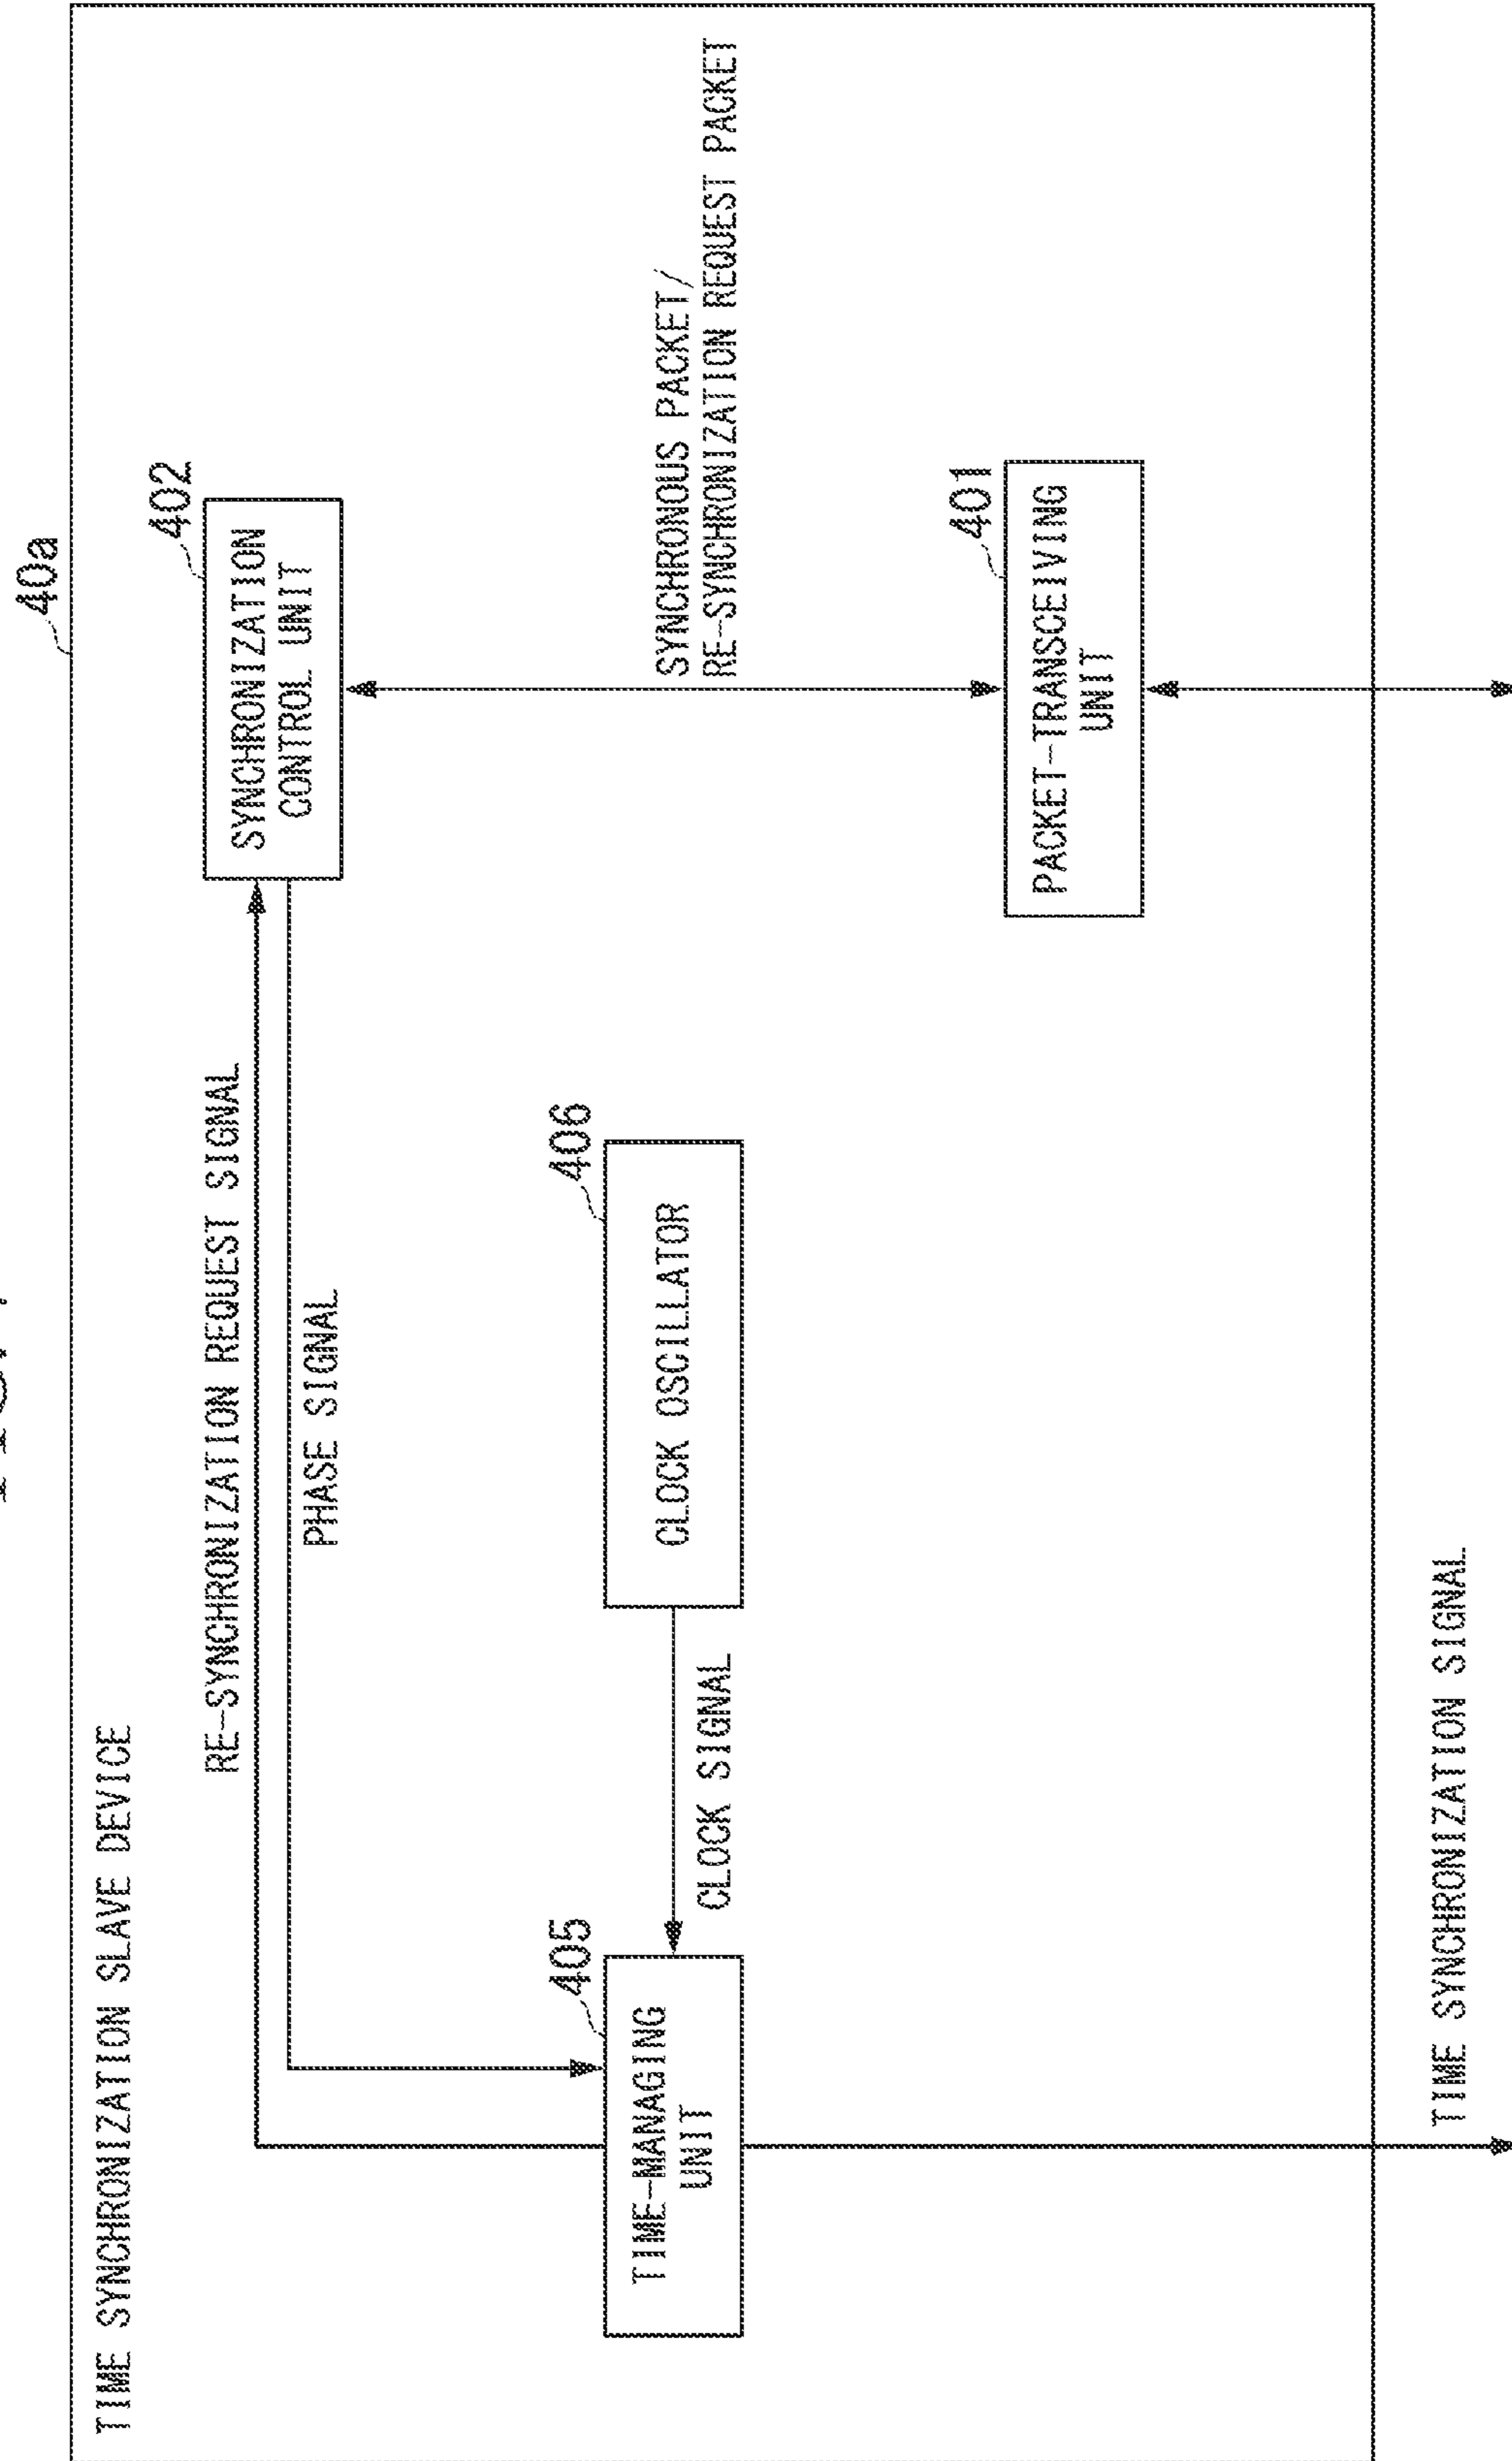 40a
TIME SYNCHRONIZATION SLAVE DEVICE
402
SYNCHRONIZATION
CONTROL UNIT
RE-SYNCHRONIZATION REQUEST SIGNAL
PHASE SIGNAL
405
TIME-MANAGING
UNIT
CLOCK SIGNAL
406
CLOCK OSCILLATOR
SYNCHRONOUS PACKET/
RE-SYNCHRONIZATION REQUEST PACKET
401
PACKET-TRANSCEIVING
UNIT
TIME SYNCHRONIZATION SIGNAL